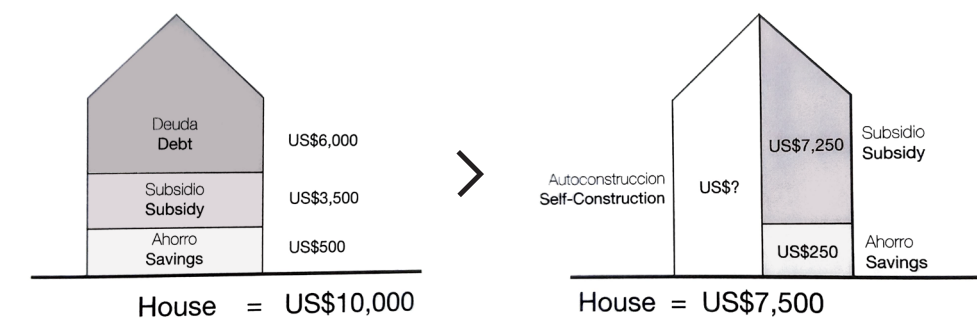 Deuda
Debt
US$6,000
Subsidio
Subsidy
US$3,500
Ahorro
Savings
US$500
House = US$10,000
>
Autoconstruccion
Self-Construction
US$?
US$7,250
Subsidio
Subsidy
US$250
Ahorro
Savings
House = US$7,500